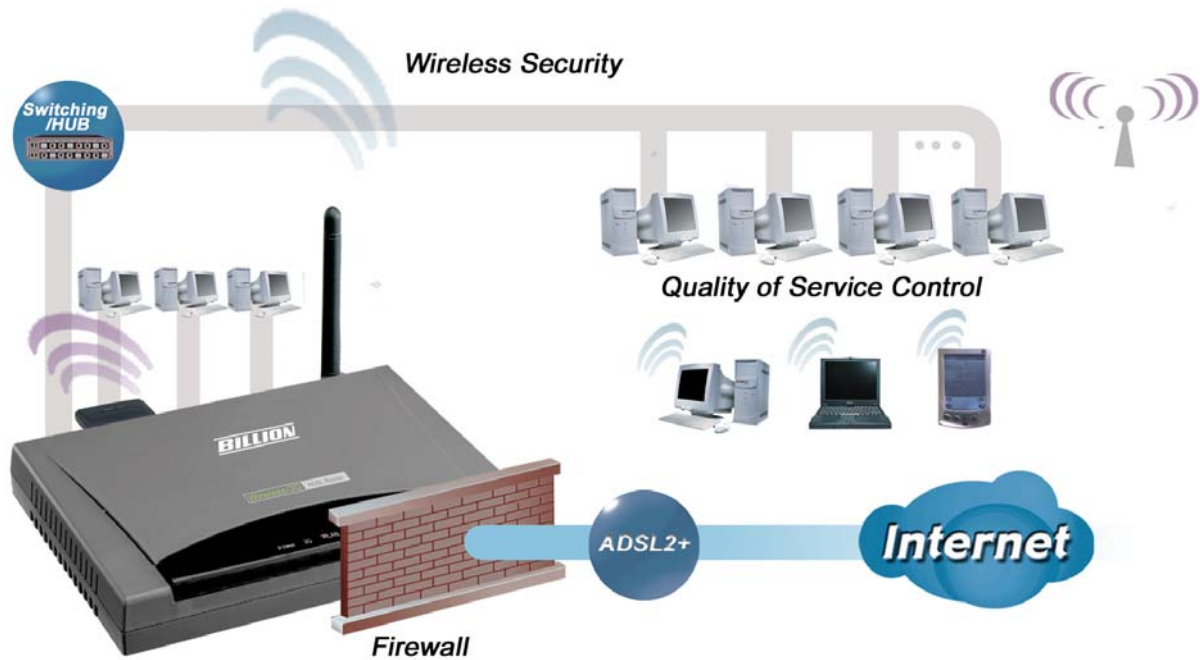 Wireless Security
Switching
/HUB
Quality of Service Control
BILLION
ADSL2+
Internet
Firewall